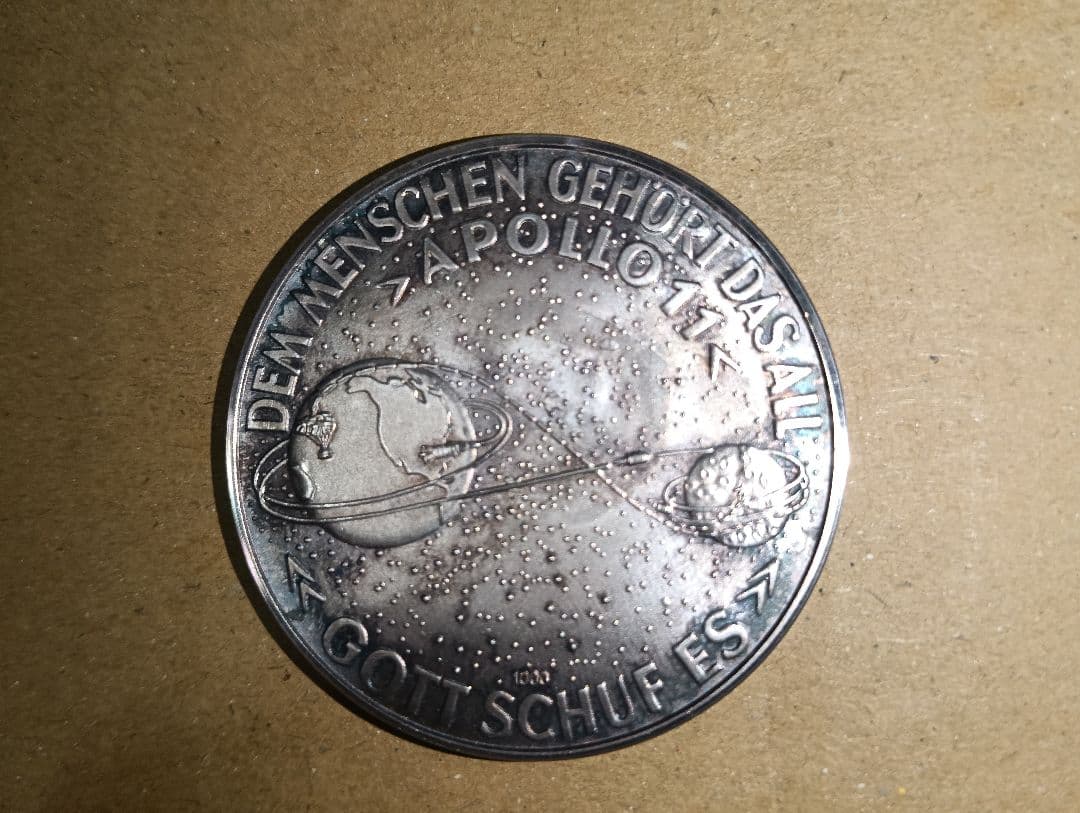 DEM MENSCHEN GEHÖRT DAS ALL
>APOLLO 11<
1000
GOTT SCHUF ES